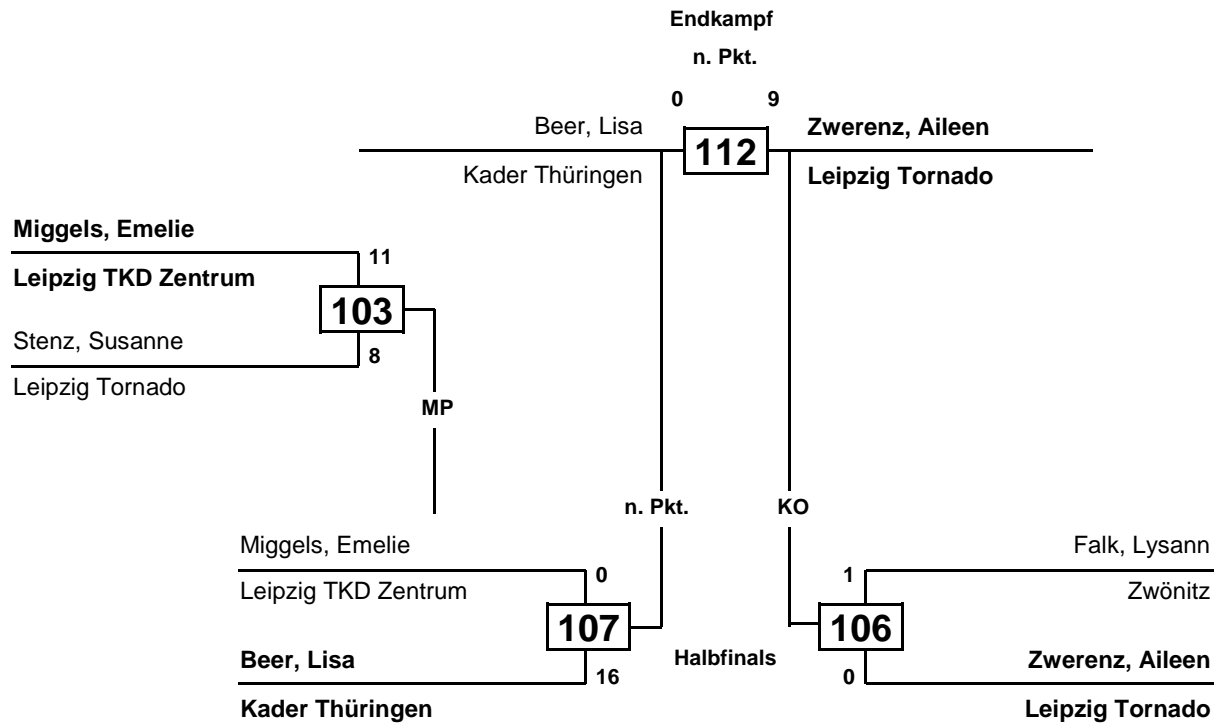 Endkampf
n. Pkt.
0 9
Beer, Lisa
112
Zwerenz, Aileen
Kader Thüringen
Leipzig Tornado
Miggels, Emelie
11
Leipzig TKD Zentrum
103
Stenz, Susanne
8
Leipzig Tornado
MP
n. Pkt.
KO
Miggels, Emelie
0
Leipzig TKD Zentrum
107
Beer, Lisa
16
Kader Thüringen
Halbfinals
Falk, Lysann
1
Zwönitz
106
Zwerenz, Aileen
0
Leipzig Tornado